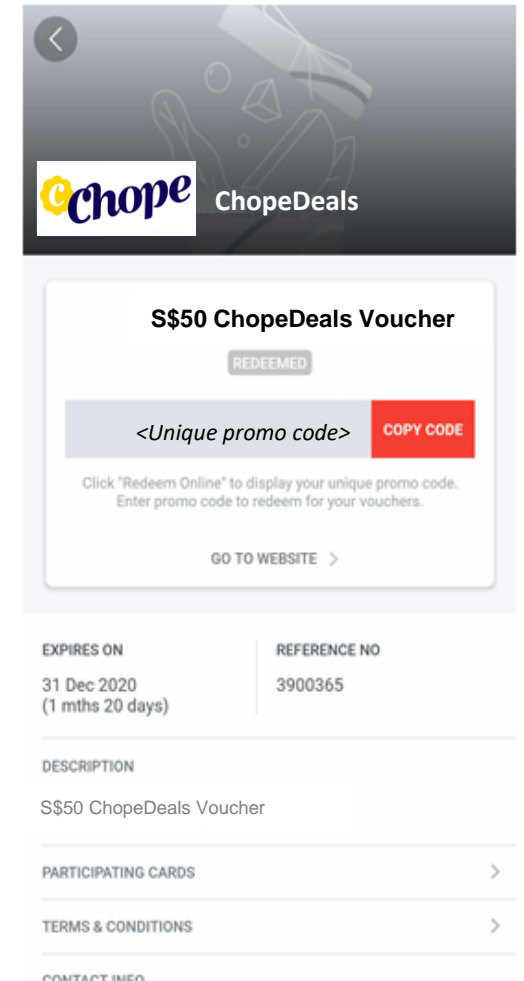 Chope
ChopeDeals
S$50 ChopeDeals Voucher
REDEEMED
<Unique promo code>
COPY CODE
Click "Redeem Online" to display your unique promo code.
Enter promo code to redeem for your vouchers.
GO TO WEBSITE
EXPIRES ON
REFERENCE NO
31 Dec 2020
3900365
(1 mths 20 days)
DESCRIPTION
S$50 ChopeDeals Voucher
PARTICIPATING CARDS
TERMS & CONDITIONS
CONTACT INFO